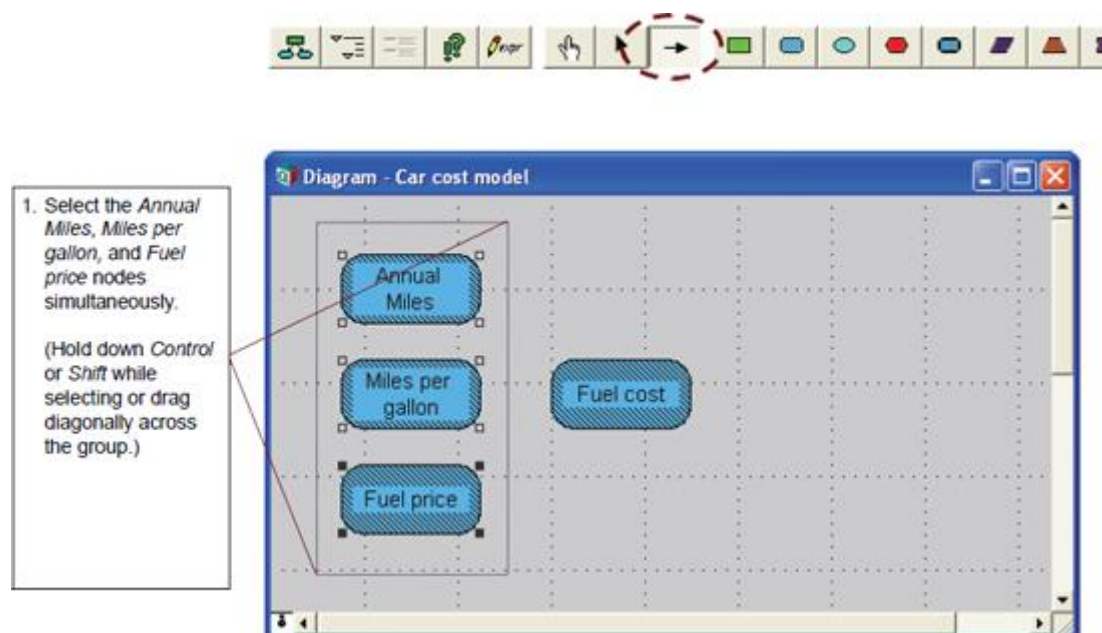 expr
Diagram - Car cost model
1. Select the Annual
Miles, Miles per
gallon, and Fuel
price nodes
simultaneously.
(Hold down Control
or Shift while
selecting or drag
diagonally across
the group.)
Annual
Miles
Miles per
gallon
Fuel cost
Fuel price